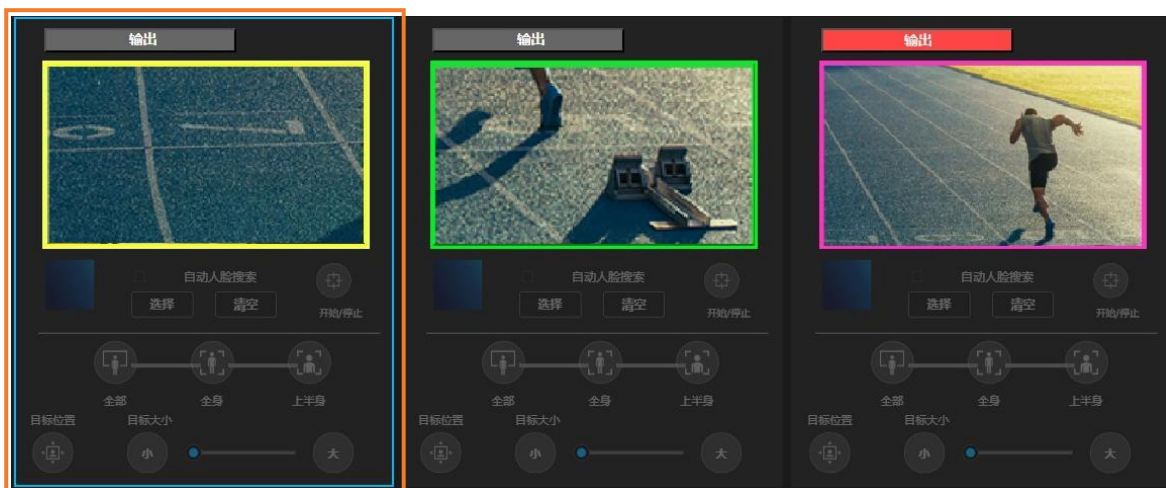 输出
自动人脸搜索
选择
清空
开始/停止
全部
全身
上半身
目标位置
目标大小
小
大
输出
自动人脸搜索
选择
清空
开始/停止
全部
全身
上半身
目标位置
目标大小
小
大
输出
自动人脸搜索
选择
清空
开始/停止
全部
全身
上半身
目标位置
目标大小
小
大